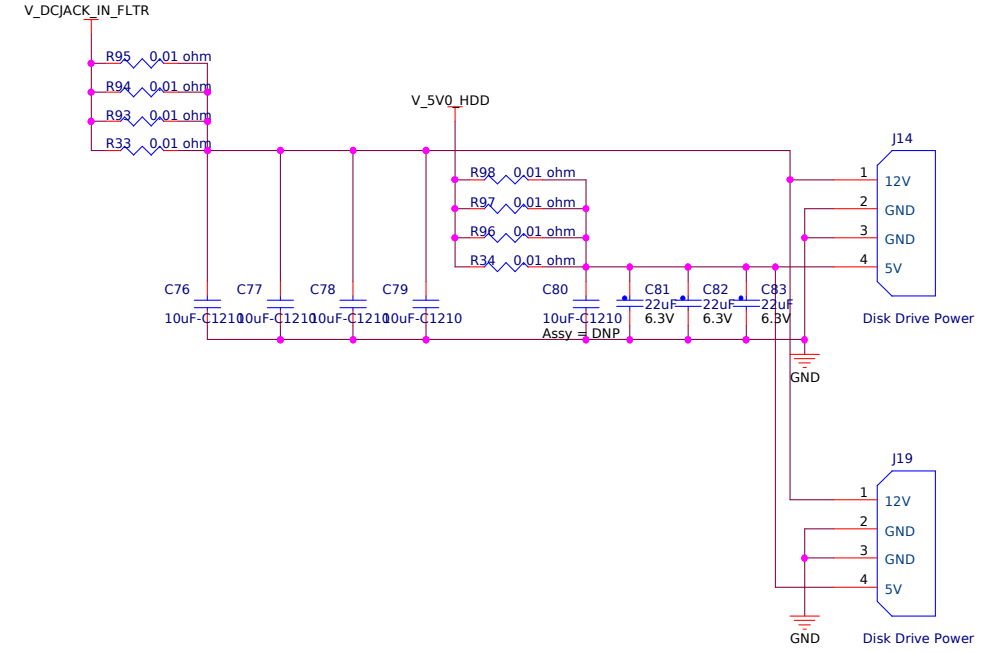 V_DCJACK_IN_FLTR
R95 0.01 ohm
R94 0.01 ohm
R93 0.01 ohm
R33 0.01 ohm
V_5V0_HDD
R98 0.01 ohm
R97 0.01 ohm
R96 0.01 ohm
R34 0.01 ohm
J14
1 12V
2 GND
3 GND
4 5V
Disk Drive Power
C76
10uF-C1210
C77
10uF-C1210
C78
10uF-C1210
C79
10uF-C1210
C80
10uF-C1210
Assy = DNP
C81
22uF
6.3V
C82
22uF
6.3V
C83
22uF
6.3V
GND
J19
1 12V
2 GND
3 GND
4 5V
GND
Disk Drive Power